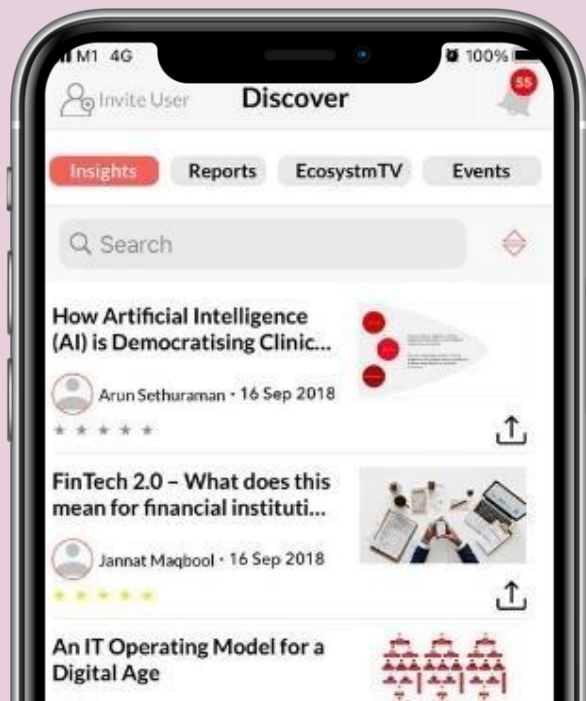 M1 4G
100%
Invite User
Discover
55
Insights
Reports
EcosystmTV
Events
Search
How Artificial Intelligence
(AI) is Democratising Clinic...
Arun Sethuraman • 16 Sep 2018
FinTech 2.0 – What does this
mean for financial instituti...
Jannat Maqbool • 16 Sep 2018
An IT Operating Model for a
Digital Age